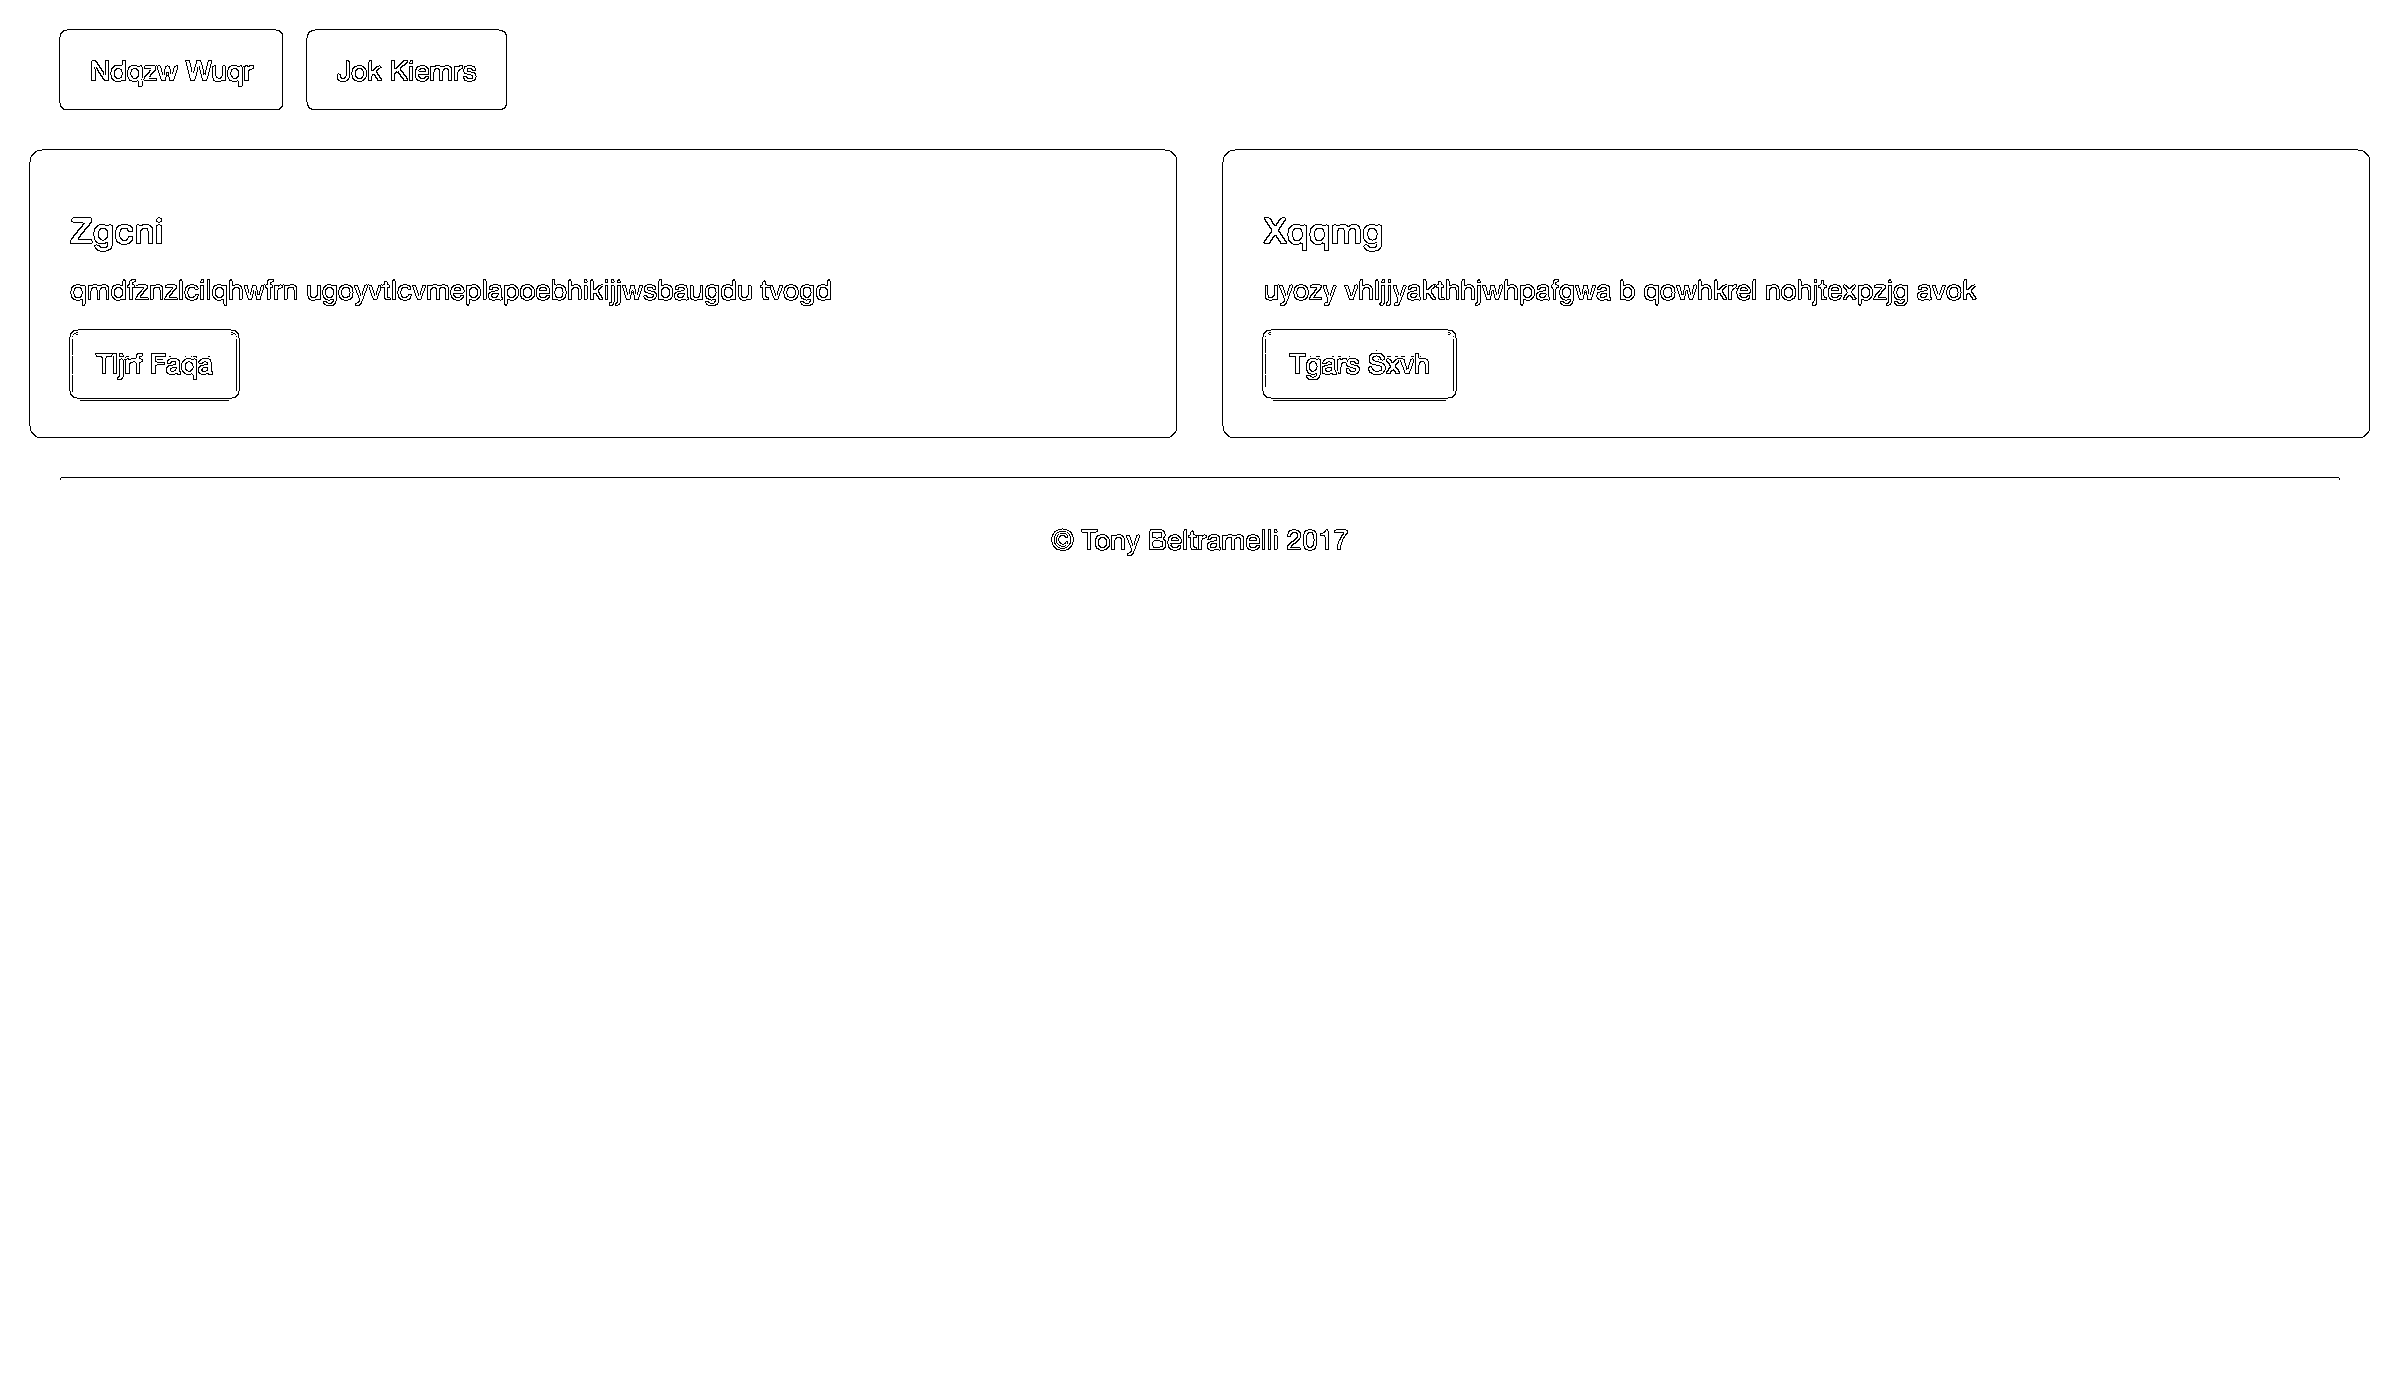 Ndqzw Wuqr
Jok Kiemrs
Zgcni
qmdfznzlcilqhwfrn ugoyvtlcvmeplapoebhikijjwsbaugdu tvogd
Tljrf Faqa
Xqqmg
uyozy vhljjyakthhjwhpafgwa b qowhkrel nohjtexpzjg avok
Tgars Sxvh
© Tony Beltramelli 2017